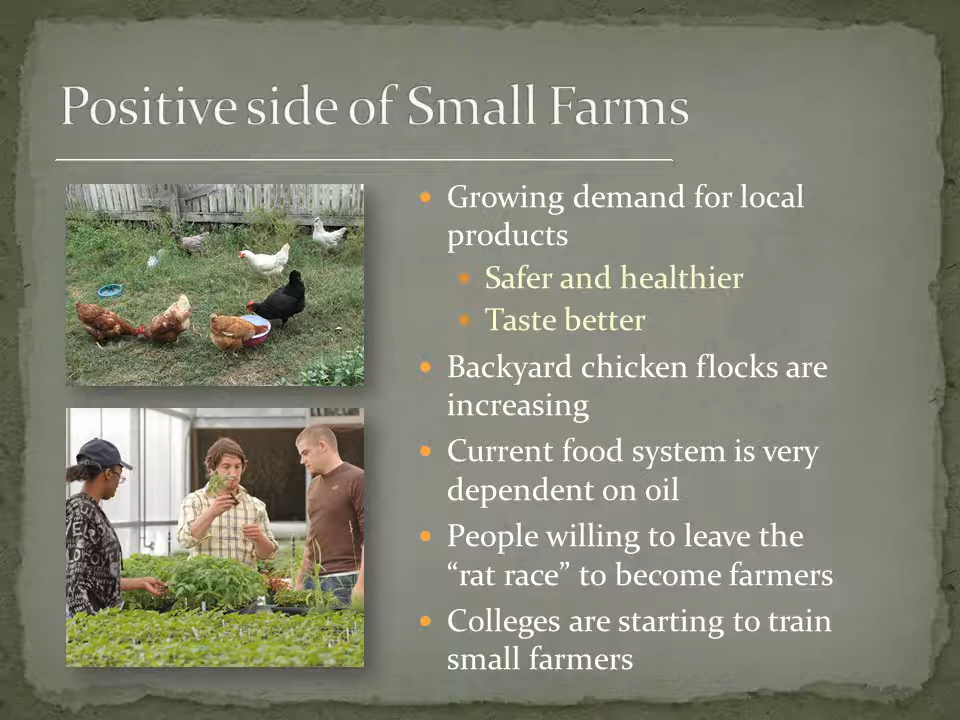 Positive side of Small Farms
• Growing demand for local
products
• Safer and healthier
• Taste better
• Backyard chicken flocks are
increasing
• Current food system is very
dependent on oil
• People willing to leave the
“rat race” to become farmers
• Colleges are starting to train
small farmers